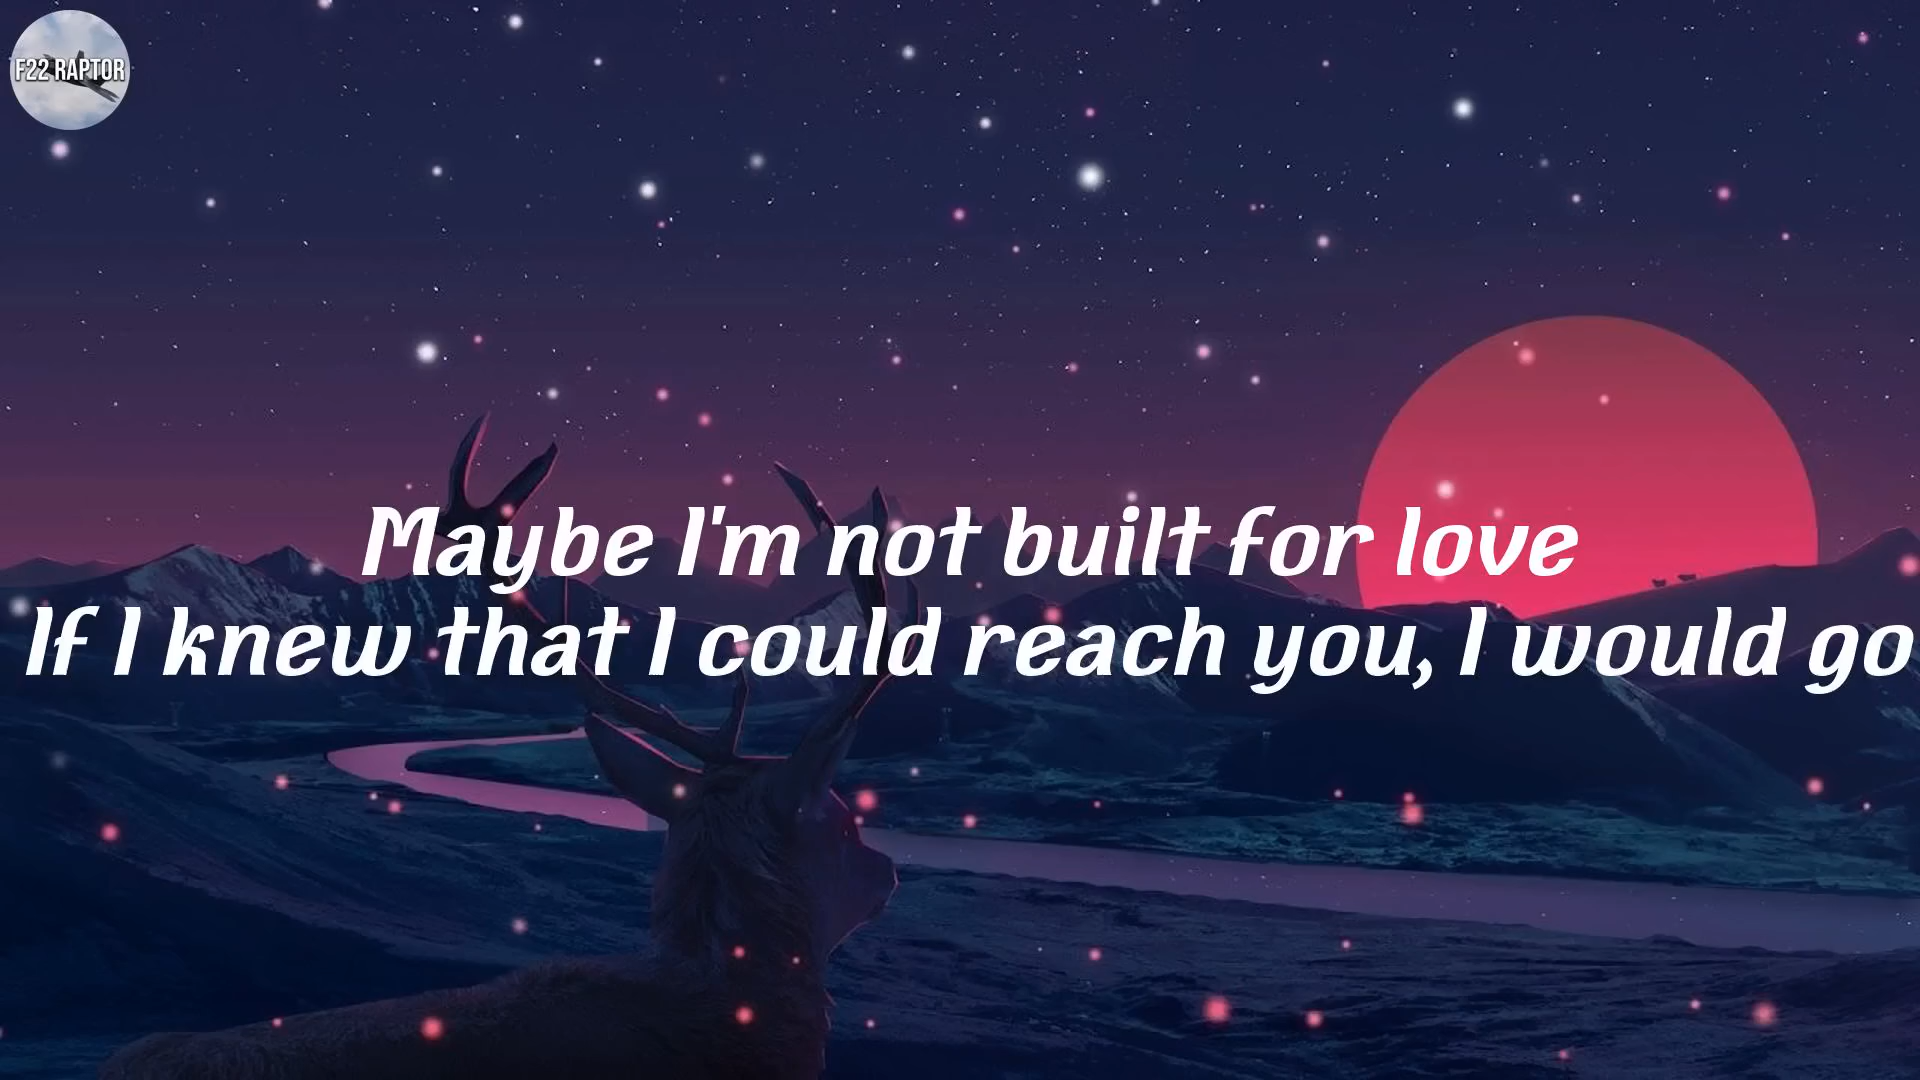 F22 RAPTOR
Maybe I'm not built for love
If I knew that I could reach you, I would go